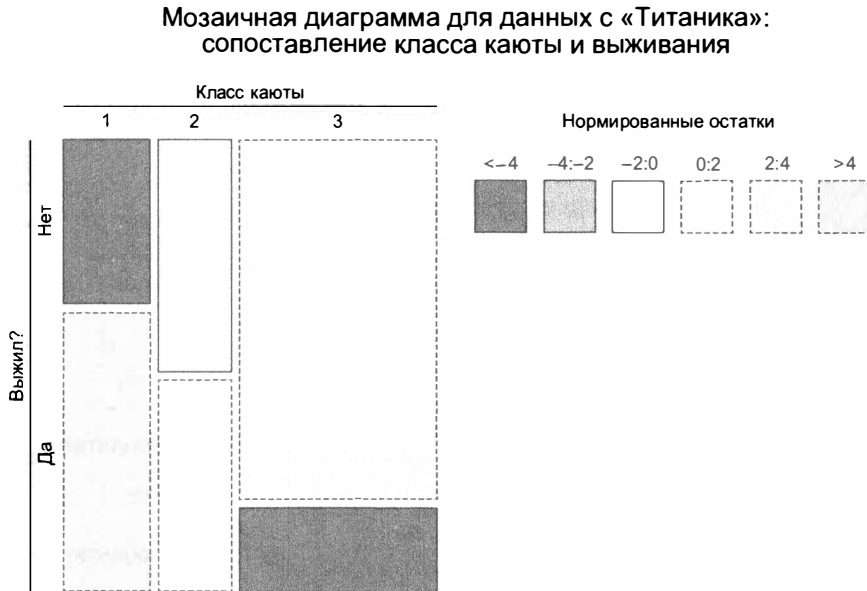 Мозаичная диаграмма для данных с «Титаника»:
сопоставление класса каюты и выживания
Класс каюты
1 2 3
Нормированные остатки
<–4 –4:–2 –2:0 0:2 2:4 >4
Выжил?
Нет
Да